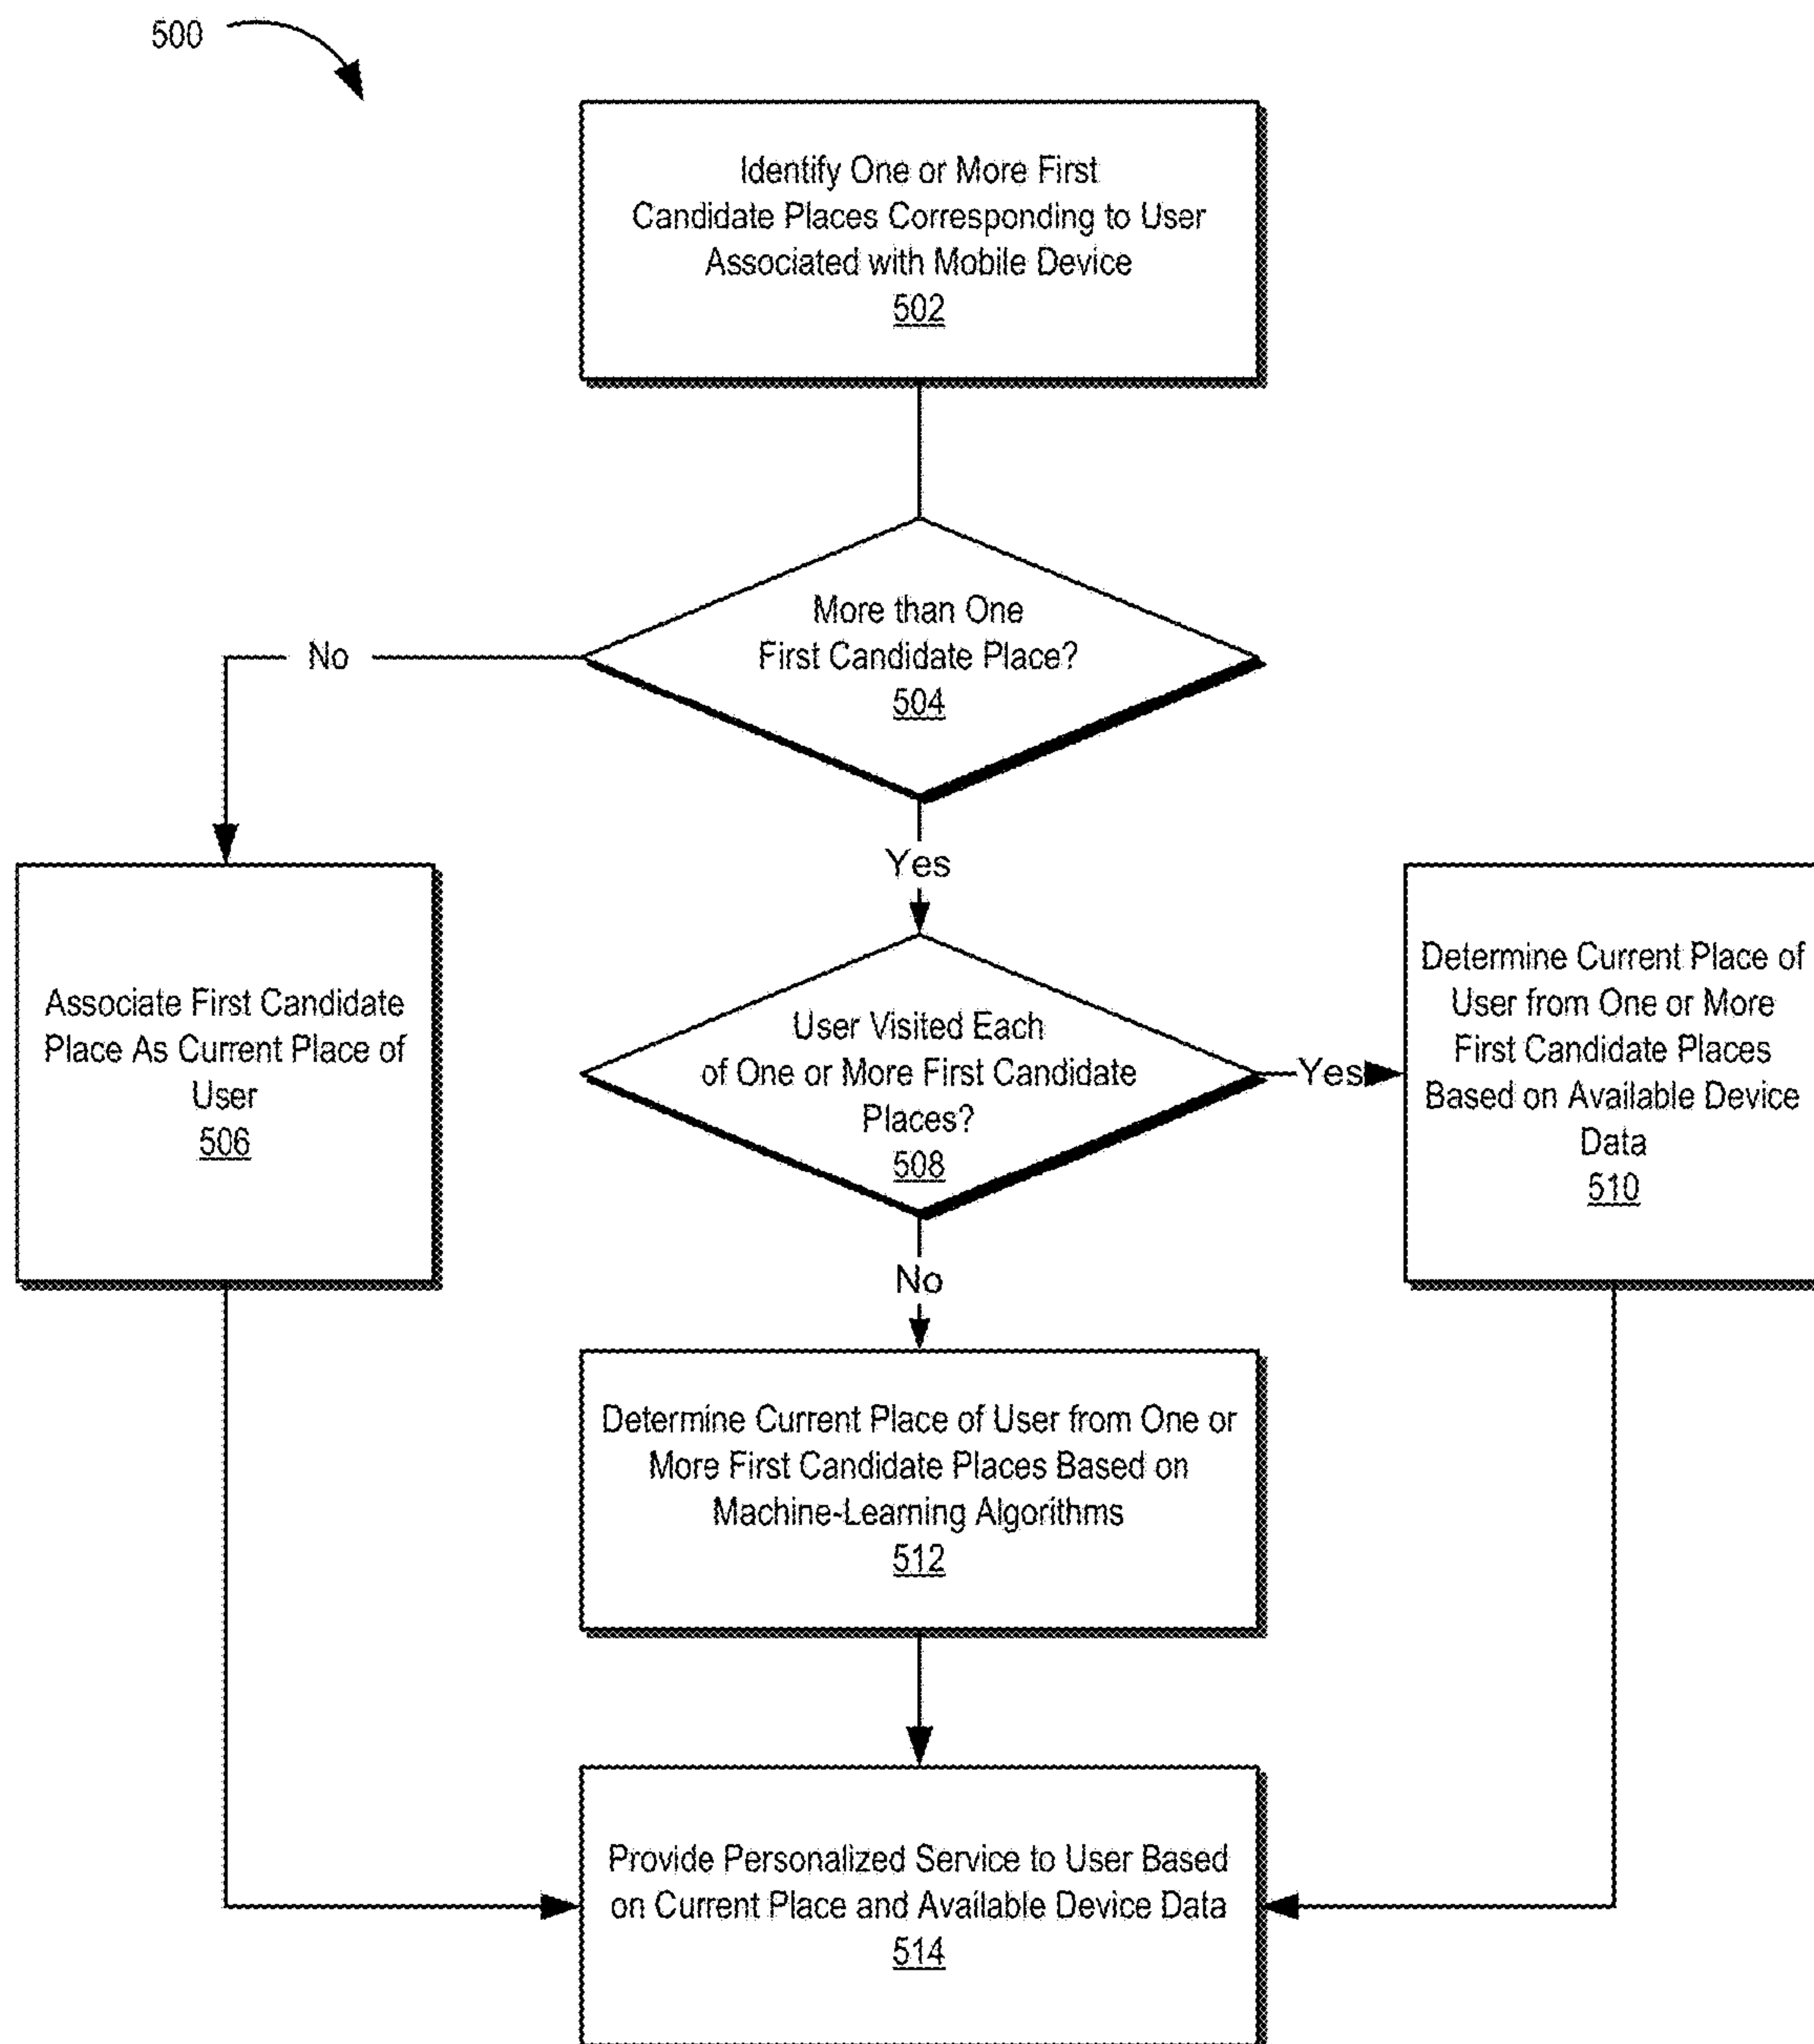 500
Identify One or More First
Candidate Places Corresponding to User
Associated with Mobile Device
502
More than One
First Candidate Place?
504
No
Yes
Associate First Candidate
Place As Current Place of
User
506
User Visited Each
of One or More First Candidate
Places?
508
Yes
Determine Current Place of
User from One or More
First Candidate Places
Based on Available Device
Data
510
No
Determine Current Place of User from One or
More First Candidate Places Based on
Machine-Learning Algorithms
512
Provide Personalized Service to User Based
on Current Place and Available Device Data
514